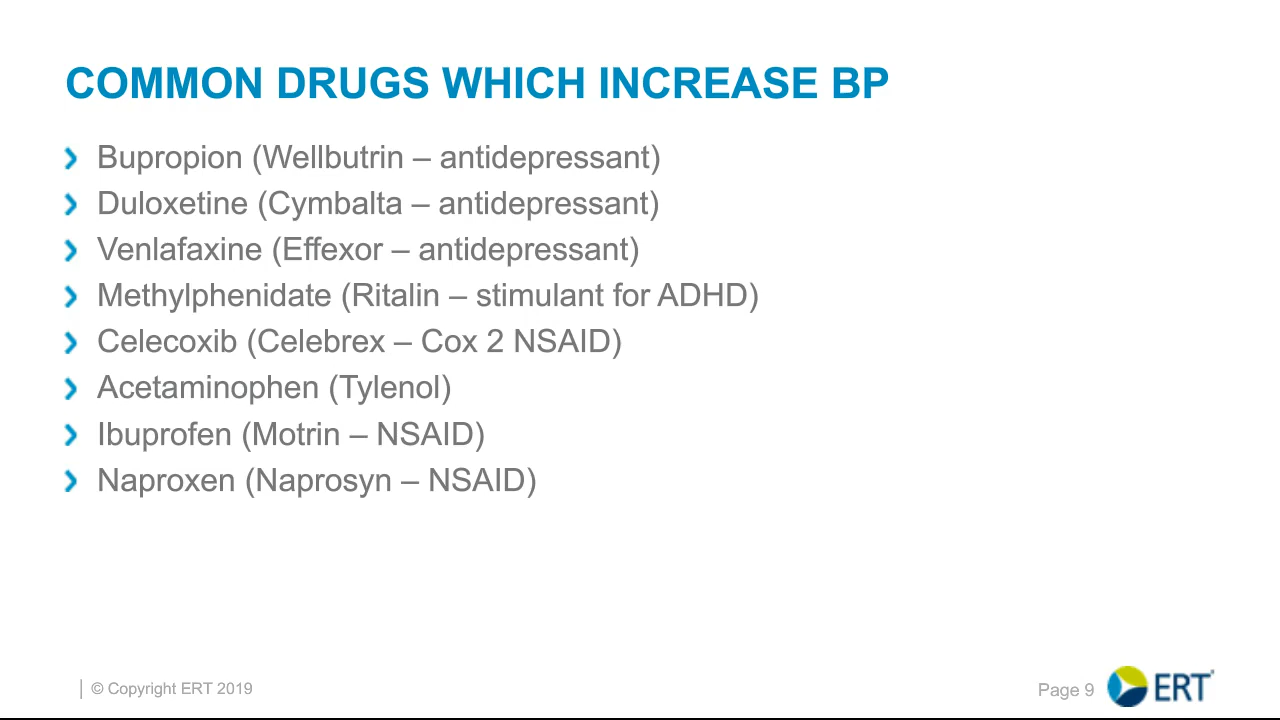 COMMON DRUGS WHICH INCREASE BP
Bupropion (Wellbutrin – antidepressant)
Duloxetine (Cymbalta – antidepressant)
Venlafaxine (Effexor – antidepressant)
Methylphenidate (Ritalin – stimulant for ADHD)
Celecoxib (Celebrex – Cox 2 NSAID)
Acetaminophen (Tylenol)
Ibuprofen (Motrin – NSAID)
Naproxen (Naprosyn – NSAID)
© Copyright ERT 2019
Page 9
ERT